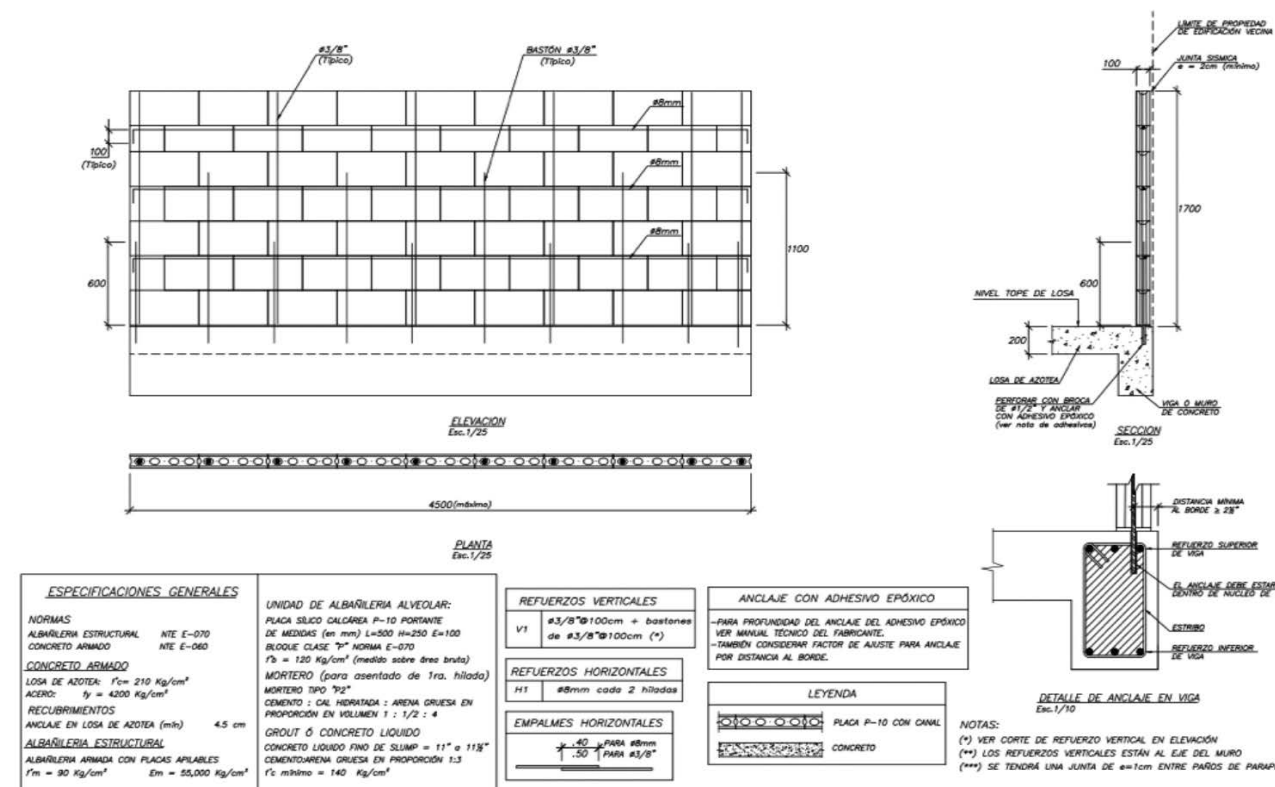 ø3/8"
(Típico)
BASTÓN ø3/8"
(Típico)
ø8mm
100
(Típico)
ø8mm
ø8mm
600
1100
ELEVACION
Esc.1/25
4500(máximo)
PLANTA
Esc.1/25
LÍMITE DE PROPIEDAD
DE EDIFICACIÓN VECINA
100
JUNTA SISMICA
e = 2cm (mínimo)
1700
600
NIVEL TOPE DE LOSA
200
LOSA DE AZOTEA
PERFORAR CON BROCA
DE ø1/2" Y ANCLAR
CON ADHESIVO EPÓXICO
(ver nota de adhesivos)
VIGA O MURO
DE CONCRETO
SECCION
Esc.1/25
DISTANCIA MÍNIMA
AL BORDE ≥ 2½"
REFUERZO SUPERIOR
DE VIGA
EL ANCLAJE DEBE ESTAR
DENTRO DE NUCLEO DE
ESTRIBO
REFUERZO INFERIOR
DE VIGA
DETALLE DE ANCLAJE EN VIGA
Esc.1/10
ESPECIFICACIONES GENERALES
NORMAS
ALBAÑILERIA ESTRUCTURAL NTE E-070
CONCRETO ARMADO NTE E-060
CONCRETO ARMADO
LOSA DE AZOTEA: f'c= 210 Kg/cm²
ACERO: fy = 4200 Kg/cm²
RECUBRIMIENTOS
ANCLAJE EN LOSA DE AZOTEA (mín) 4.5 cm
ALBAÑILERIA ESTRUCTURAL
ALBAÑILERIA ARMADA CON PLACAS APILABLES
f'm = 90 Kg/cm² Em = 55,000 Kg/cm²
UNIDAD DE ALBAÑILERIA ALVEOLAR:
PLACA SÍLICO CALCÁREA P-10 PORTANTE
DE MEDIDAS (en mm) L=500 H=250 E=100
BLOQUE CLASE "P" NORMA E-070
f'b = 120 Kg/cm² (medido sobre área bruta)
MORTERO (para asentado de 1ra. hilada)
MORTERO TIPO "P2"
CEMENTO : CAL HIDRATADA : ARENA GRUESA EN
PROPORCIÓN EN VOLUMEN 1 : 1/2 : 4
GROUT Ó CONCRETO LIQUIDO
CONCRETO LIQUIDO FINO DE SLUMP = 11" a 11½"
CEMENTO:ARENA GRUESA EN PROPORCIÓN 1:3
f'c mínimo = 140 Kg/cm²
REFUERZOS VERTICALES
V1 ø3/8"@100cm + bastones
de ø3/8"@100cm (*)
REFUERZOS HORIZONTALES
H1 ø8mm cada 2 hiladas
EMPALMES HORIZONTALES
.40 PARA ø8mm
.50 PARA ø3/8"
ANCLAJE CON ADHESIVO EPÓXICO
-PARA PROFUNDIDAD DEL ANCLAJE DEL ADHESIVO EPÓXICO
VER MANUAL TÉCNICO DEL FABRICANTE.
-TAMBIÉN CONSIDERAR FACTOR DE AJUSTE PARA ANCLAJE
POR DISTANCIA AL BORDE.
LEYENDA
PLACA P-10 CON CANAL
CONCRETO
NOTAS:
(*) VER CORTE DE REFUERZO VERTICAL EN ELEVACIÓN
(**) LOS REFUERZOS VERTICALES ESTÁN AL EJE DEL MURO
(***) SE TENDRÁ UNA JUNTA DE e=1cm ENTRE PAÑOS DE PARAP